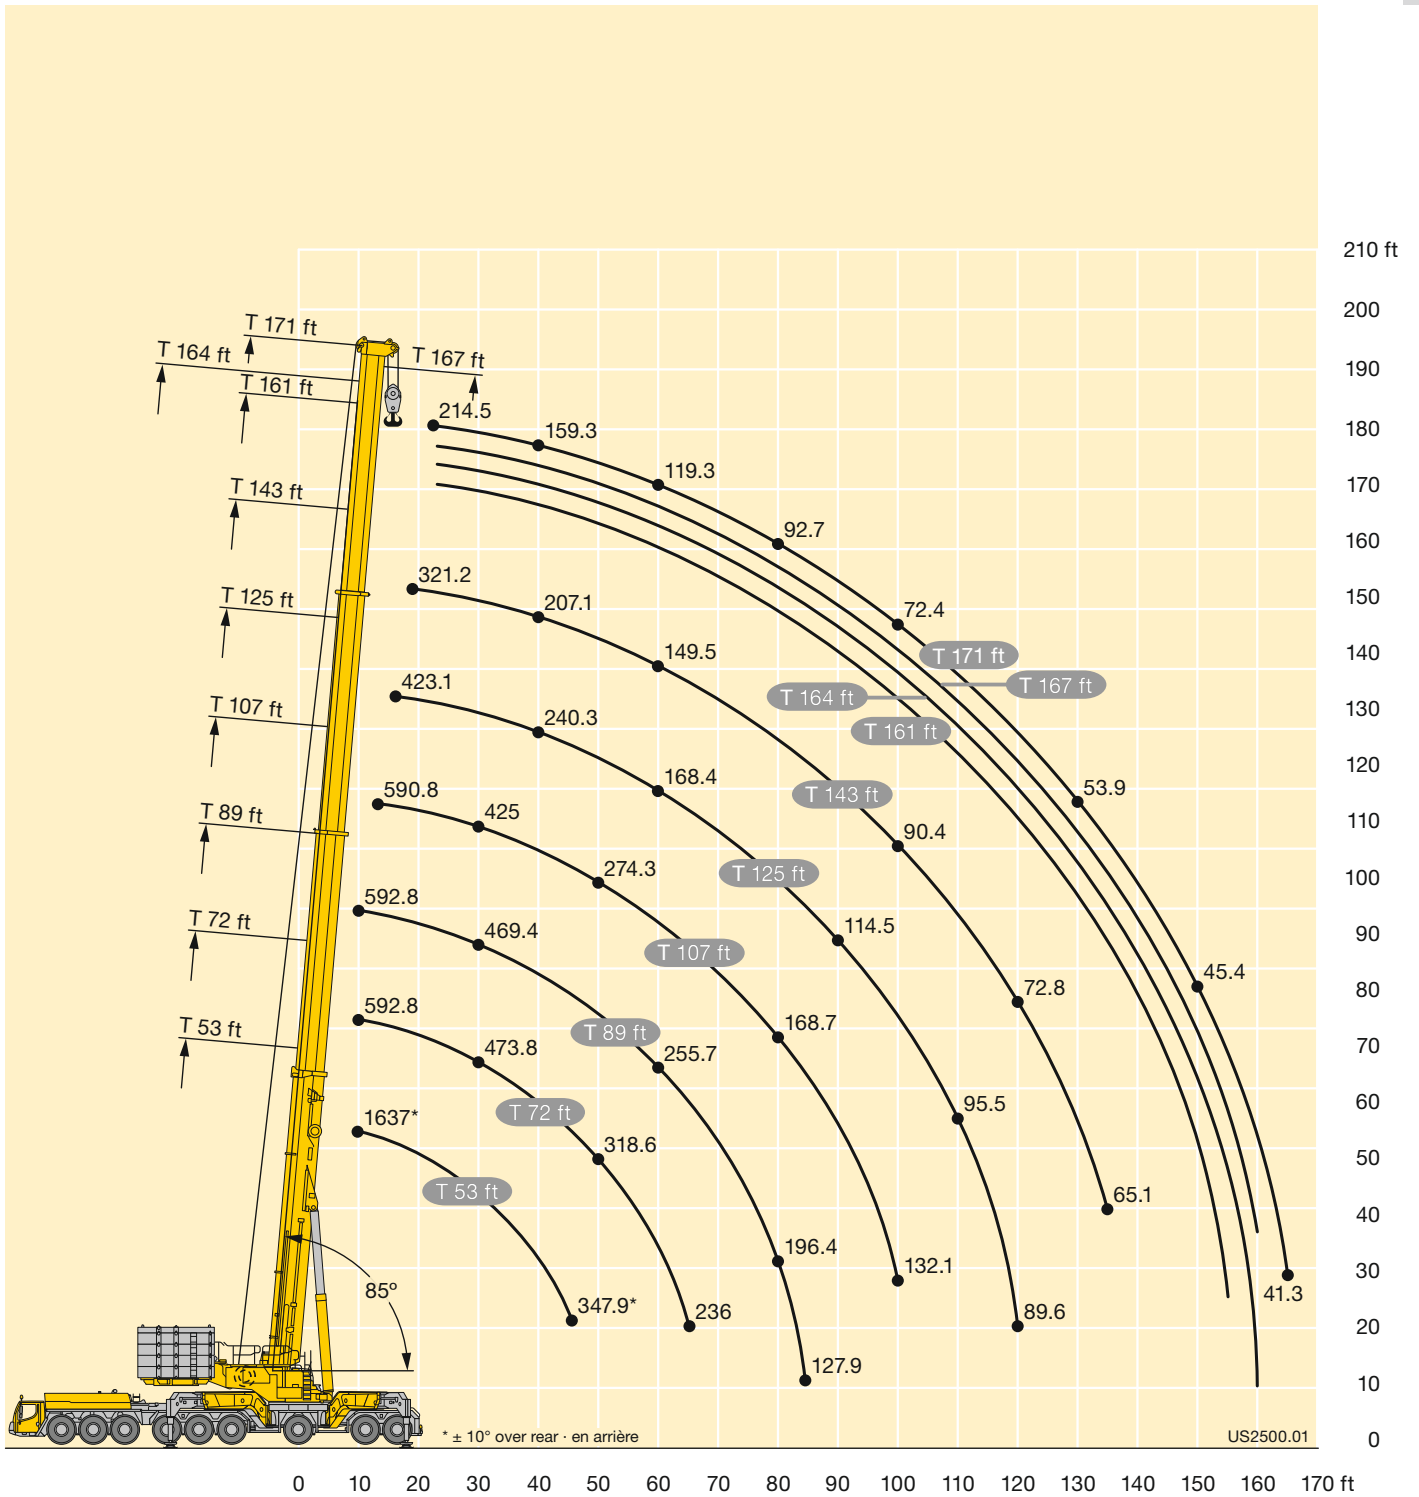 210 ft
200
190
180
170
160
150
140
130
120
110
100
90
80
70
60
50
40
30
20
10
0
T 171 ft
T 164 ft
T 167 ft
T 161 ft
T 143 ft
T 125 ft
T 107 ft
T 89 ft
T 72 ft
T 53 ft
214.5
159.3
119.3
92.7
72.4
53.9
45.4
41.3
T 171 ft
T 167 ft
T 164 ft
T 161 ft
321.2
207.1
149.5
T 143 ft
90.4
72.8
65.1
423.1
240.3
168.4
T 125 ft
114.5
95.5
89.6
590.8
425
274.3
T 107 ft
168.7
132.1
592.8
469.4
T 89 ft
255.7
196.4
127.9
592.8
473.8
T 72 ft
318.6
236
1637*
T 53 ft
347.9*
85º
* ± 10° over rear · en arrière
US2500.01
0 10 20 30 40 50 60 70 80 90 100 110 120 130 140 150 160 170 ft